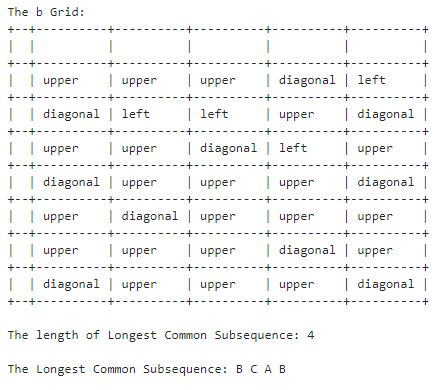 The b Grid:
+--+----------+----------+----------+----------+----------+
|  |          |          |          |          |          |
+--+----------+----------+----------+----------+----------+
|  | upper    | upper    | upper    | diagonal | left     |
+--+----------+----------+----------+----------+----------+
|  | diagonal | left     | left     | upper    | diagonal |
+--+----------+----------+----------+----------+----------+
|  | upper    | upper    | diagonal | left     | upper    |
+--+----------+----------+----------+----------+----------+
|  | diagonal | upper    | upper    | upper    | diagonal |
+--+----------+----------+----------+----------+----------+
|  | upper    | diagonal | upper    | upper    | upper    |
+--+----------+----------+----------+----------+----------+
|  | upper    | upper    | upper    | diagonal | upper    |
+--+----------+----------+----------+----------+----------+
|  | diagonal | upper    | upper    | upper    | diagonal |
+--+----------+----------+----------+----------+----------+
The length of Longest Common Subsequence: 4
The Longest Common Subsequence: B C A B